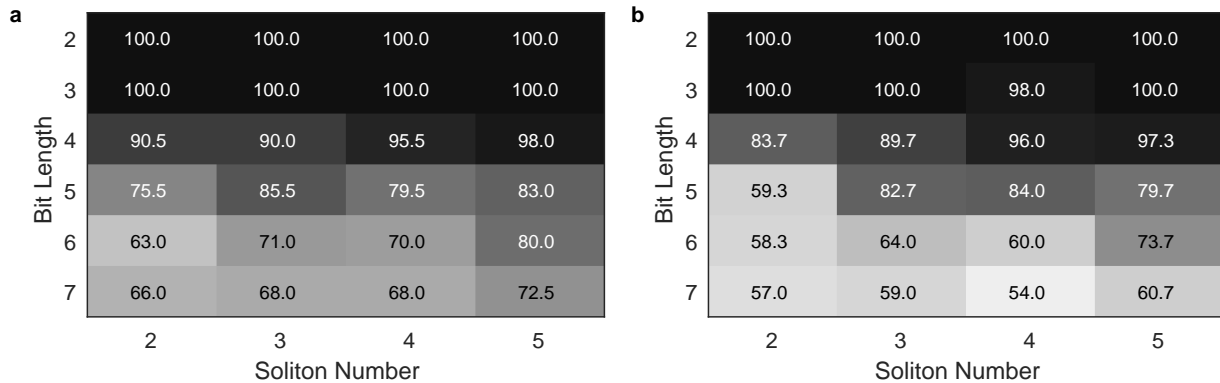 a
2 100.0 100.0 100.0 100.0
3 100.0 100.0 100.0 100.0
4 90.5 90.0 95.5 98.0
5 75.5 85.5 79.5 83.0
6 63.0 71.0 70.0 80.0
7 66.0 68.0 68.0 72.5
2 3 4 5
Soliton Number
Bit Length
b
2 100.0 100.0 100.0 100.0
3 100.0 100.0 98.0 100.0
4 83.7 89.7 96.0 97.3
5 59.3 82.7 84.0 79.7
6 58.3 64.0 60.0 73.7
7 57.0 59.0 54.0 60.7
2 3 4 5
Soliton Number
Bit Length